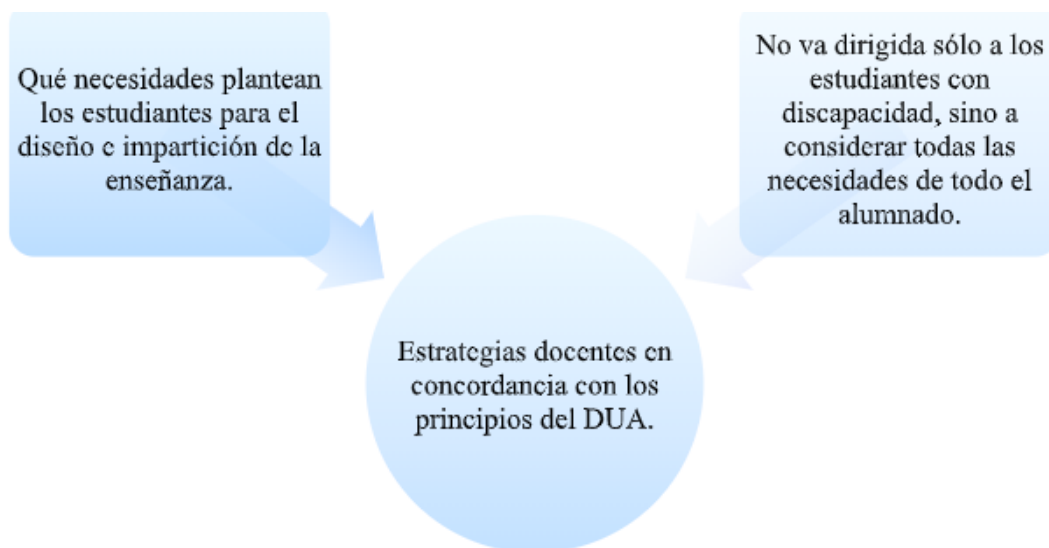 Qué necesidades plantean
los estudiantes para el
diseño e impartición de la
enseñanza.
No va dirigida sólo a los
estudiantes con
discapacidad, sino a
considerar todas las
necesidades de todo el
alumnado.
Estrategias docentes en
concordancia con los
principios del DUA.